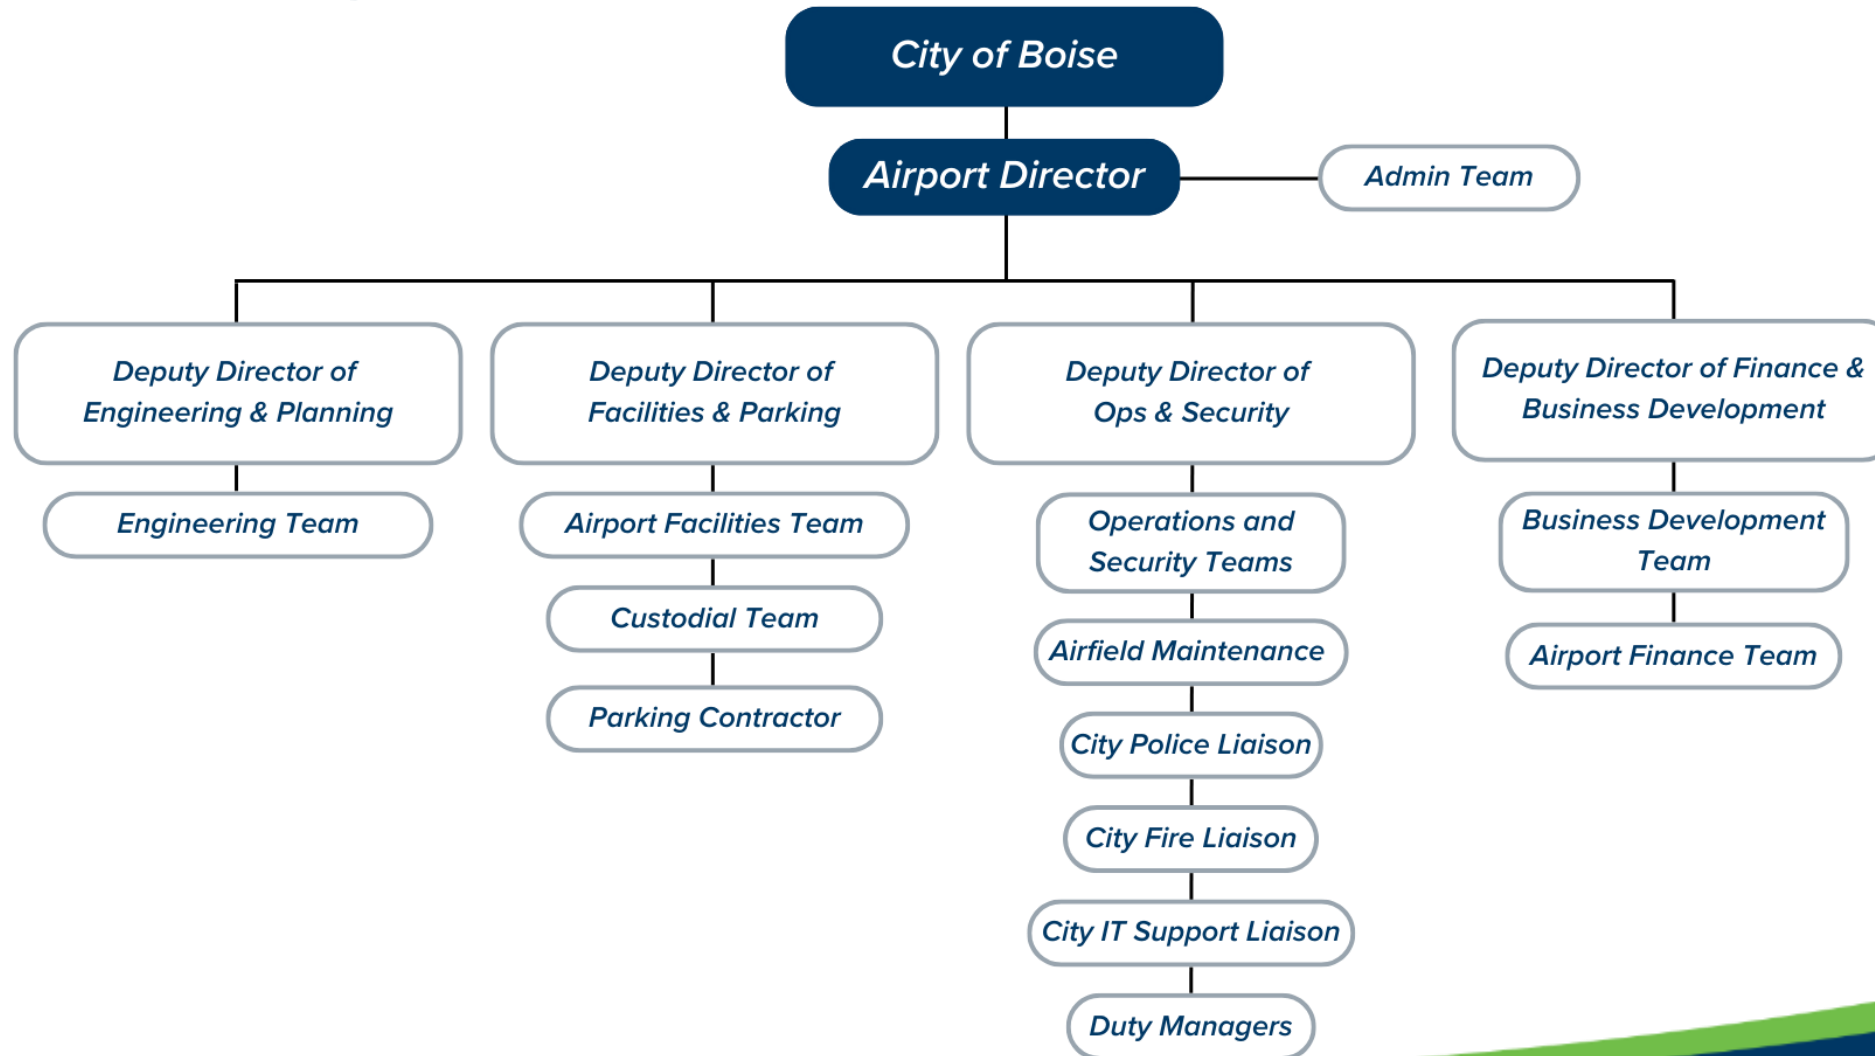 City of Boise
Airport Director
Admin Team
Deputy Director of
Engineering & Planning
Engineering Team
Deputy Director of
Facilities & Parking
Airport Facilities Team
Custodial Team
Parking Contractor
Deputy Director of
Ops & Security
Operations and
Security Teams
Airfield Maintenance
City Police Liaison
City Fire Liaison
City IT Support Liaison
Duty Managers
Deputy Director of Finance &
Business Development
Business Development
Team
Airport Finance Team